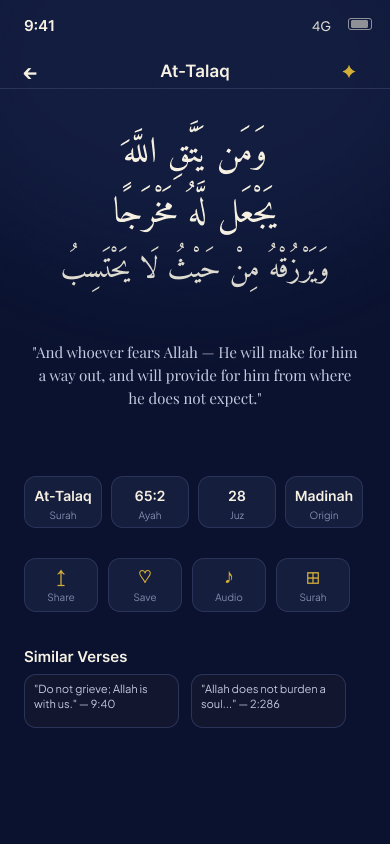 9:41 4G
← At-Talaq ✦
وَمَن يَتَّقِ اللَّهَ
يَجْعَل لَّهُ مَخْرَجًا
وَيَرْزُقْهُ مِنْ حَيْثُ لَا يَحْتَسِبُ
"And whoever fears Allah — He will make for him
a way out, and will provide for him from where
he does not expect."
At-Talaq 65:2 28 Madinah
Surah Ayah Juz Origin
Share Save Audio Surah
Similar Verses
"Do not grieve; Allah is
with us." — 9:40
"Allah does not burden a
soul..." — 2:286